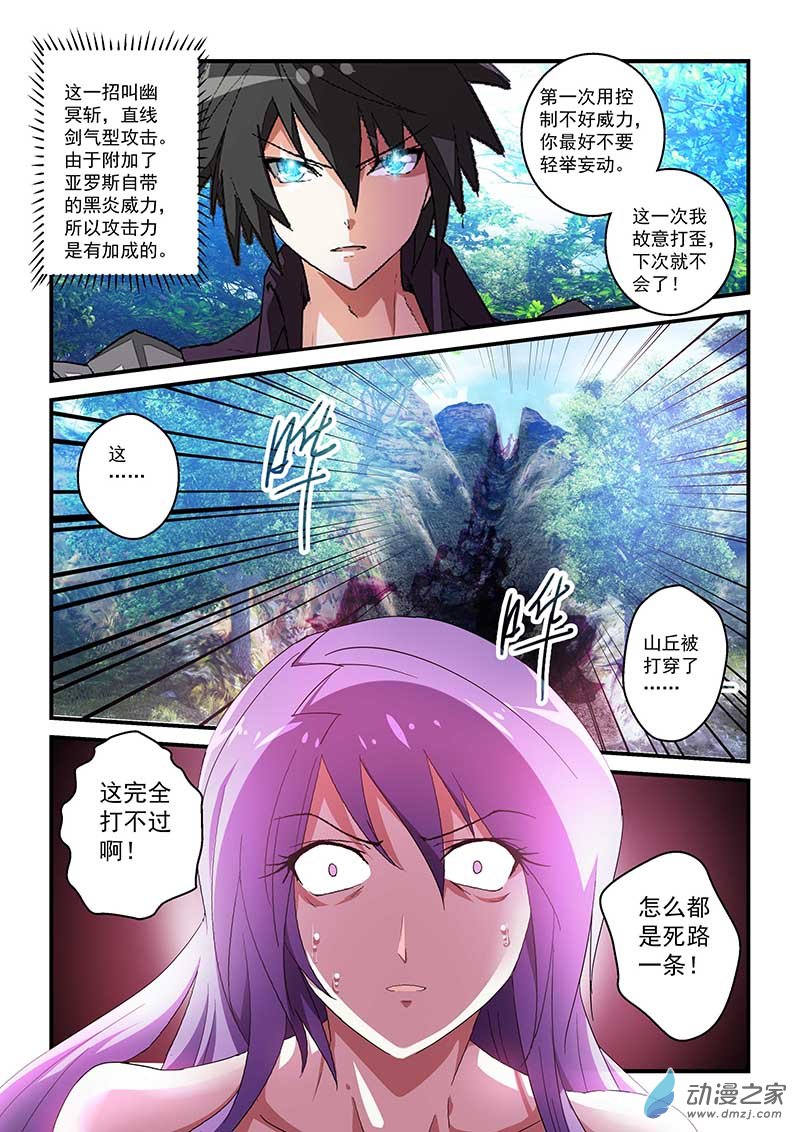 这一招叫幽
冥斩，直线
剑气型攻击。
由于附加了
亚罗斯自带
的黑炎威力，
所以攻击力
是有加成的。
第一次用控
制不好威力，
你最好不要
轻举妄动。
这一次我
故意打歪，
下次就不
会了！
这
……
哗
哗
山丘被
打穿了
……
这完全
打不过
啊！
怎么都
是死路
一条！
动漫之家
www.dmzj.com